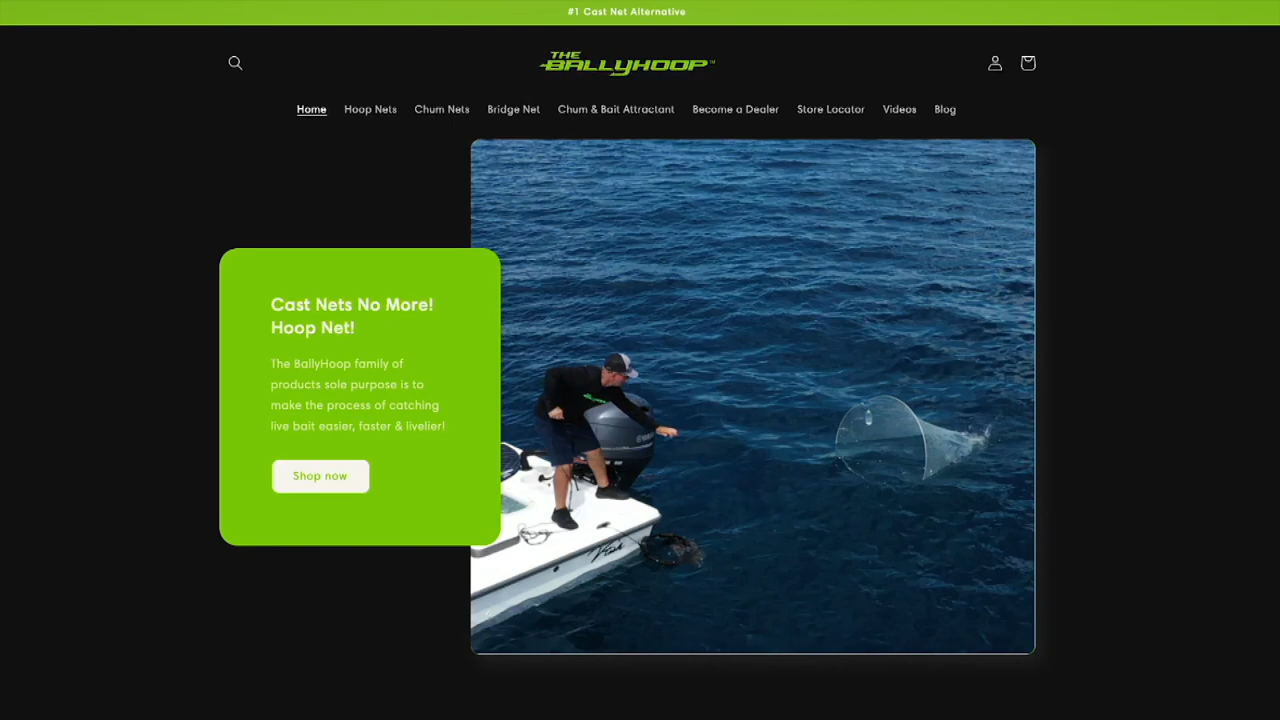 #1 Cast Net Alternative
THE
BALLYHOOP™
Home Hoop Nets Chum Nets Bridge Net Chum & Bait Attractant Become a Dealer Store Locator Videos Blog
Cast Nets No More!
Hoop Net!
The BallyHoop family of
products sole purpose is to
make the process of catching
live bait easier, faster & livelier!
Shop now